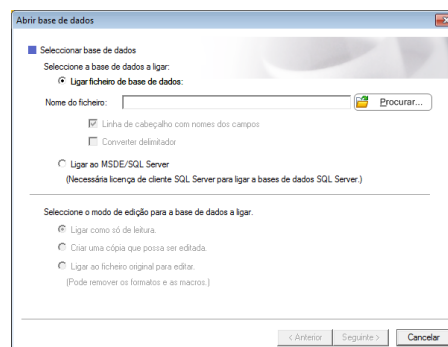 Abrir base de dados
Seleccionar base de dados
Seleccione a base de dados a ligar:
Ligar ficheiro de base de dados:
Nome do ficheiro:
Procurar...
Linha de cabeçalho com nomes dos campos
Converter delimitador
Ligar ao MSDE/SQL Server
(Necessária licença de cliente SQL Server para ligar a bases de dados SQL Server.)
Seleccione o modo de edição para a base de dados a ligar.
Ligar como só de leitura.
Criar uma cópia que possa ser editada.
Ligar ao ficheiro original para editar.
(Pode remover os formatos e as macros.)
< Anterior Seguinte > Cancelar